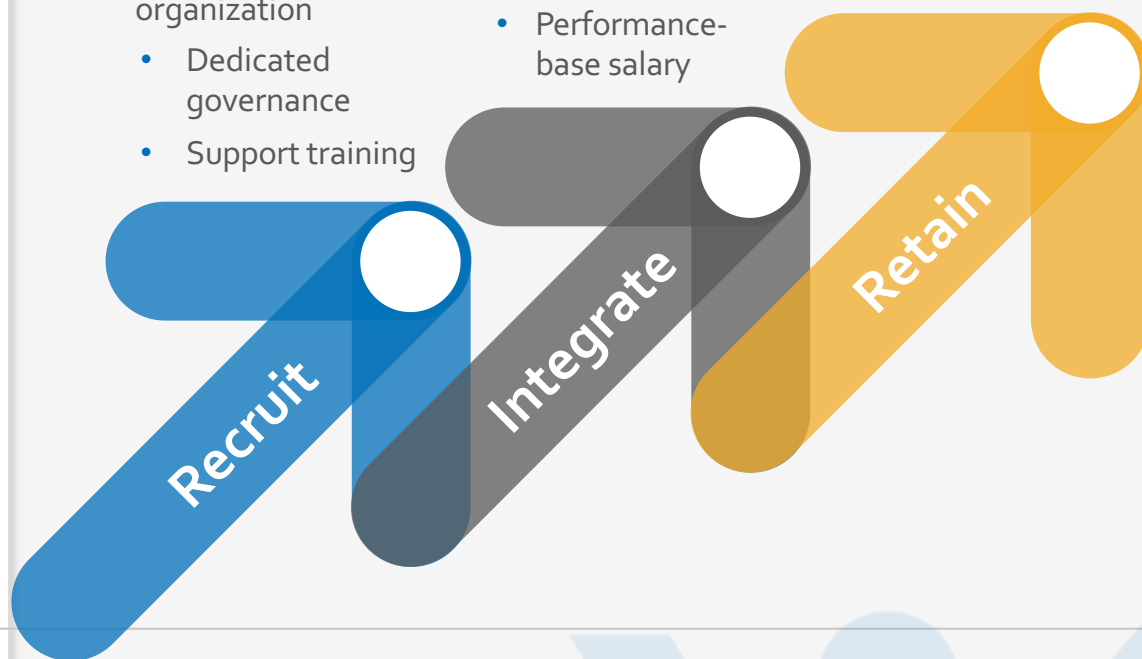 organization
• Dedicated
governance
• Support training
• Performance-
base salary
Recruit
Integrate
Retain